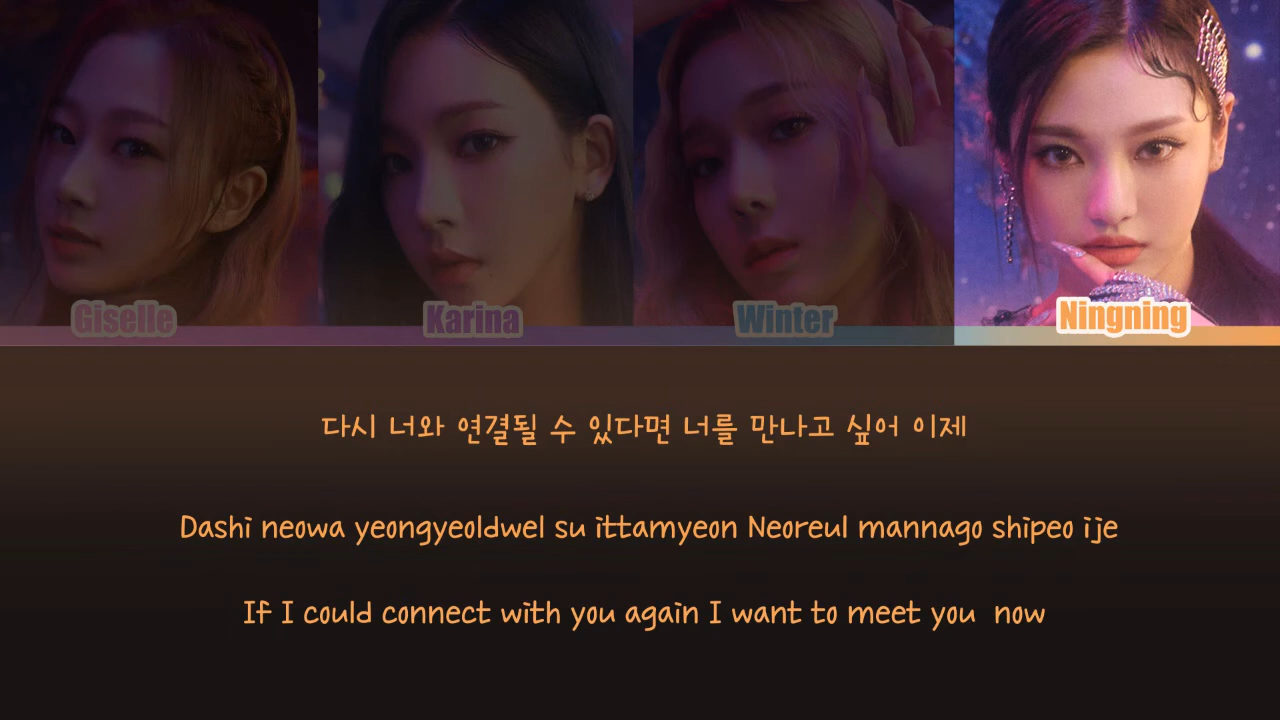 Giselle
Karina
Winter
Ningning
다시 너와 연결될 수 있다면 너를 만나고 싶어 이제
Dashi neowa yeongyeoldwel su ittamyeon Neoreul mannago shipeo ije
If I could connect with you again I want to meet you  now